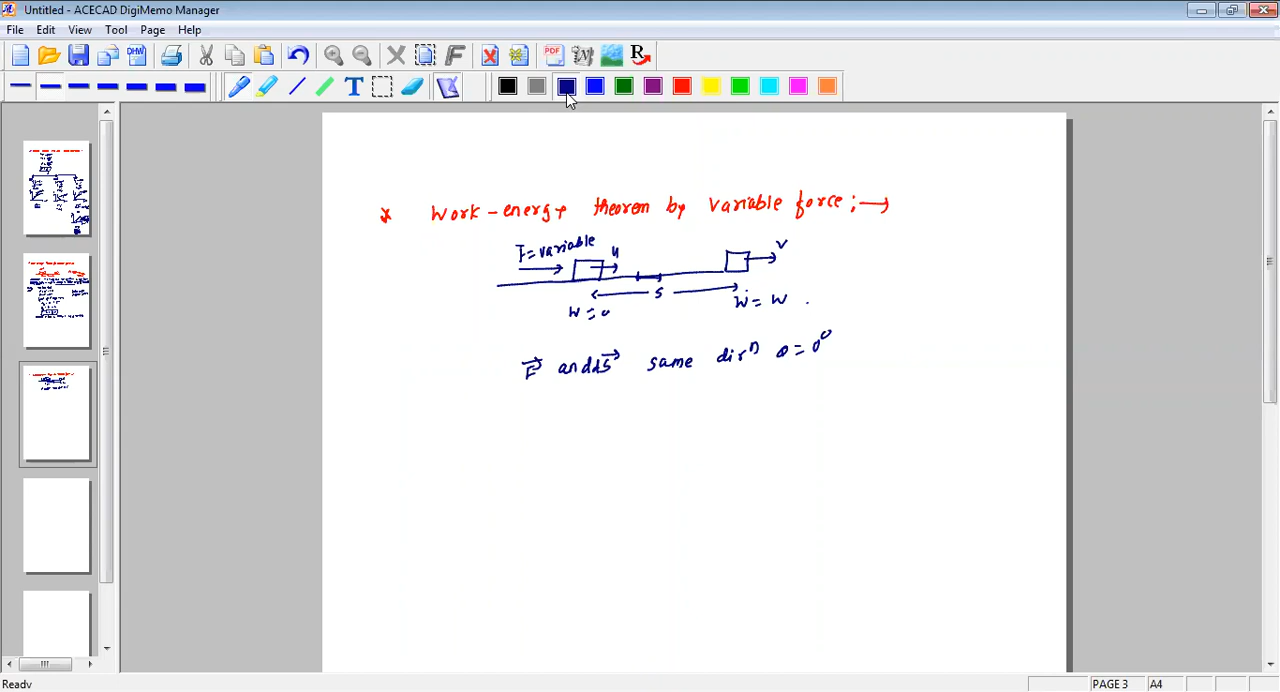 Untitled - ACECAD DigiMemo Manager
File Edit View Tool Page Help
* Work-energy theorem by variable force; →
F = variable
u
v
s
W = 0
W = W
F→ and ds→ same dirⁿ θ = 0°
Ready
PAGE 3
A4